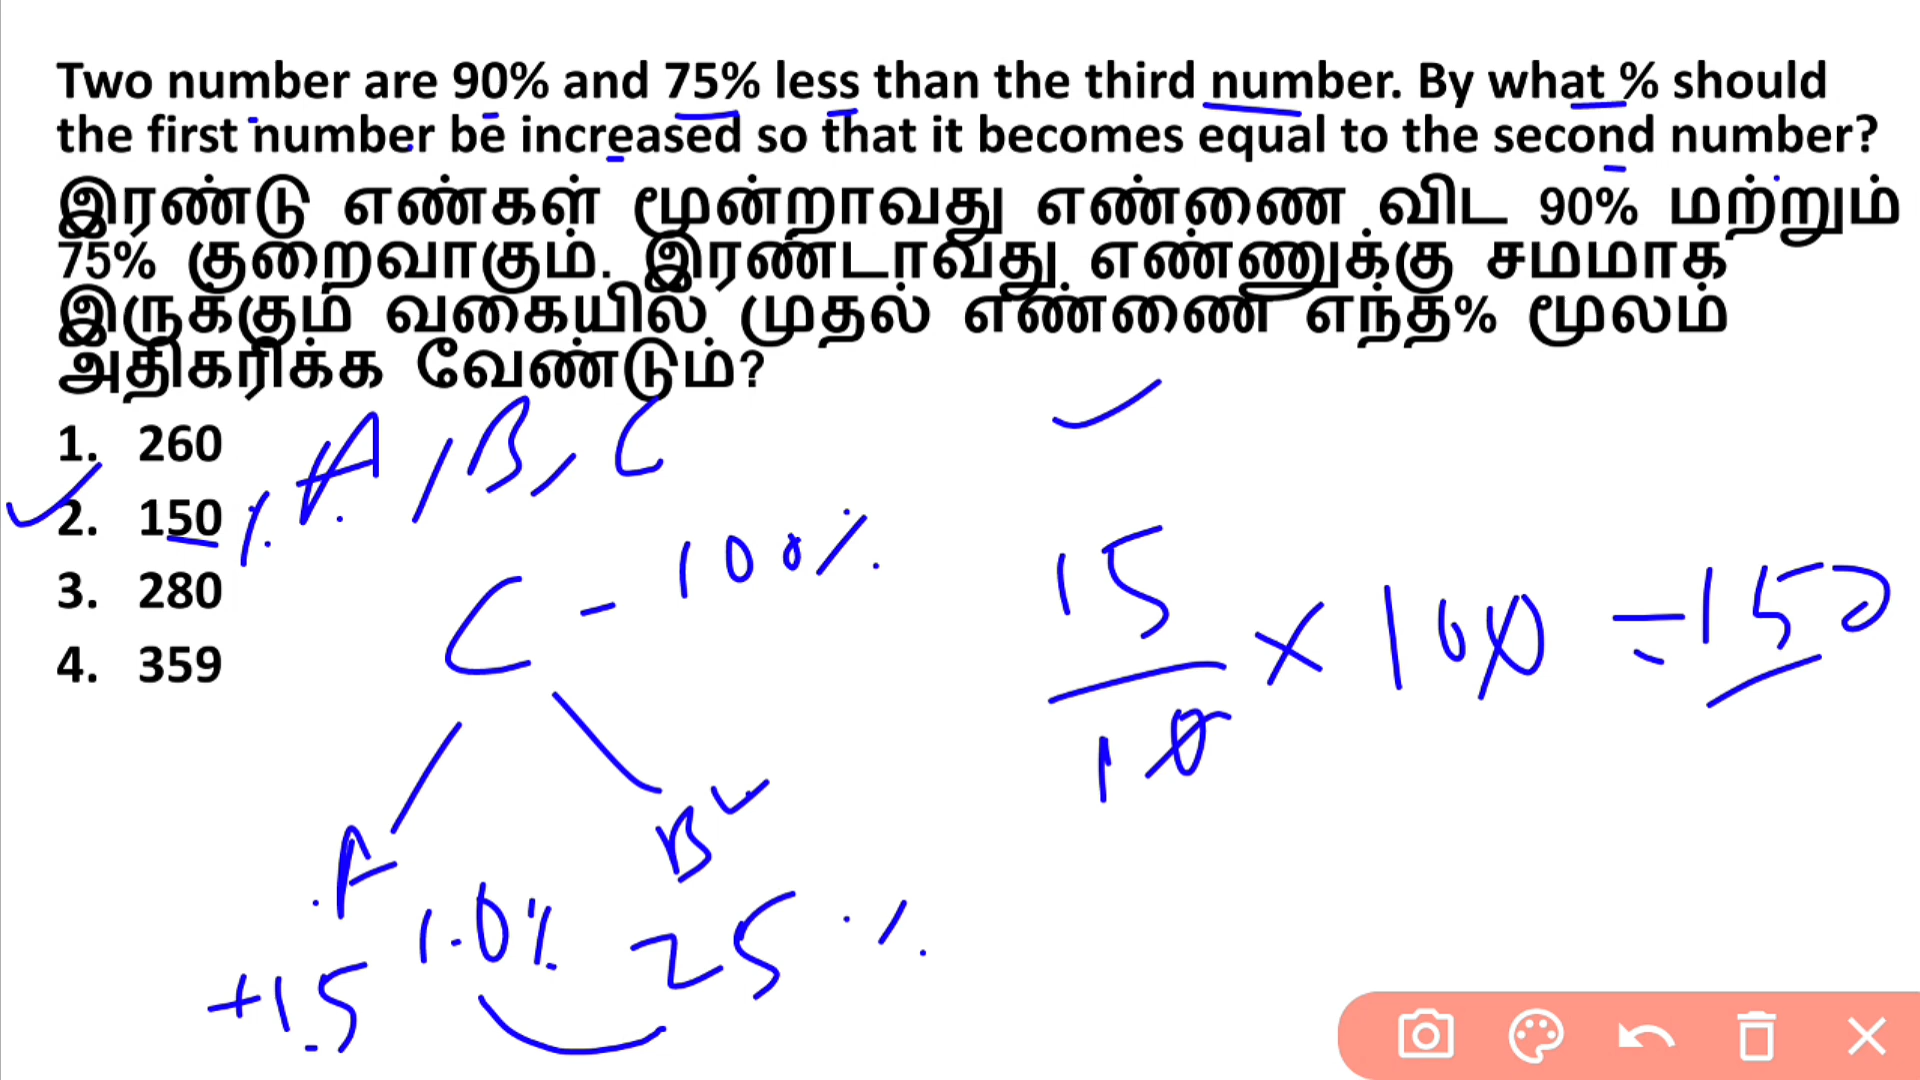 Two number are 90% and 75% less than the third number. By what % should
the first number be increased so that it becomes equal to the second number?
இரண்டு எண்கள் மூன்றாவது எண்ணை விட 90% மற்றும்
75% குறைவாகும். இரண்டாவது எண்ணுக்கு சமமாக
இருக்கும் வகையில் முதல் எண்ணை எந்த% மூலம்
அதிகரிக்க வேண்டும்?
1. 260
2. 150 %
3. 280
4. 359
A, B, C
C - 100%
A B
10% 25%
+15
15/10 × 100 = 150